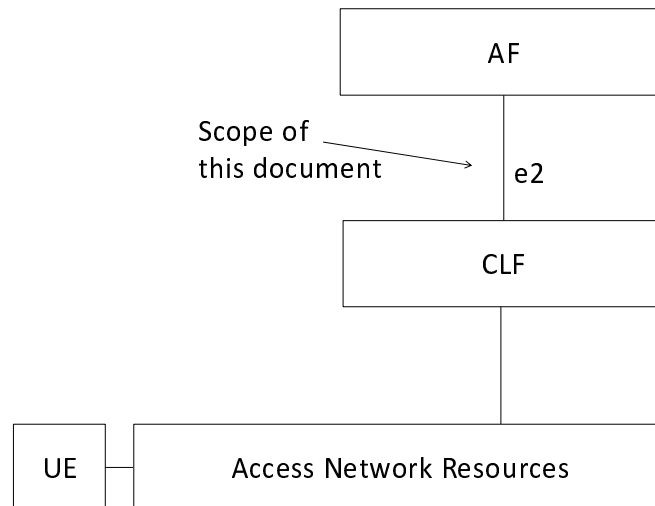 AF
Scope of
this document
e2
CLF
UE
Access Network Resources